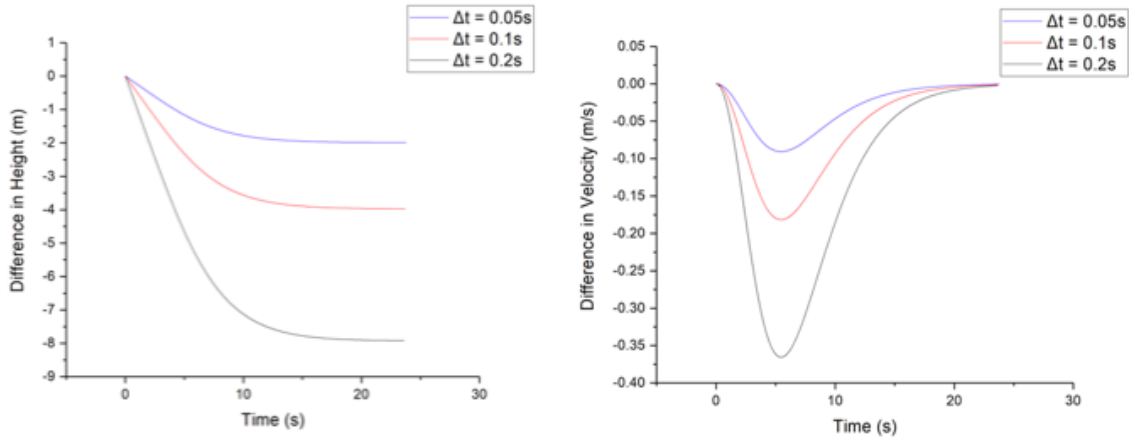 Δt = 0.05s
Δt = 0.1s
Δt = 0.2s
1
0
-1
-2
-3
-4
-5
-6
-7
-8
-9
Difference in Height (m)
0
10
20
30
Time (s)
Δt = 0.05s
Δt = 0.1s
Δt = 0.2s
0.05
0.00
-0.05
-0.10
-0.15
-0.20
-0.25
-0.30
-0.35
-0.40
Difference in Velocity (m/s)
0
10
20
30
Time (s)